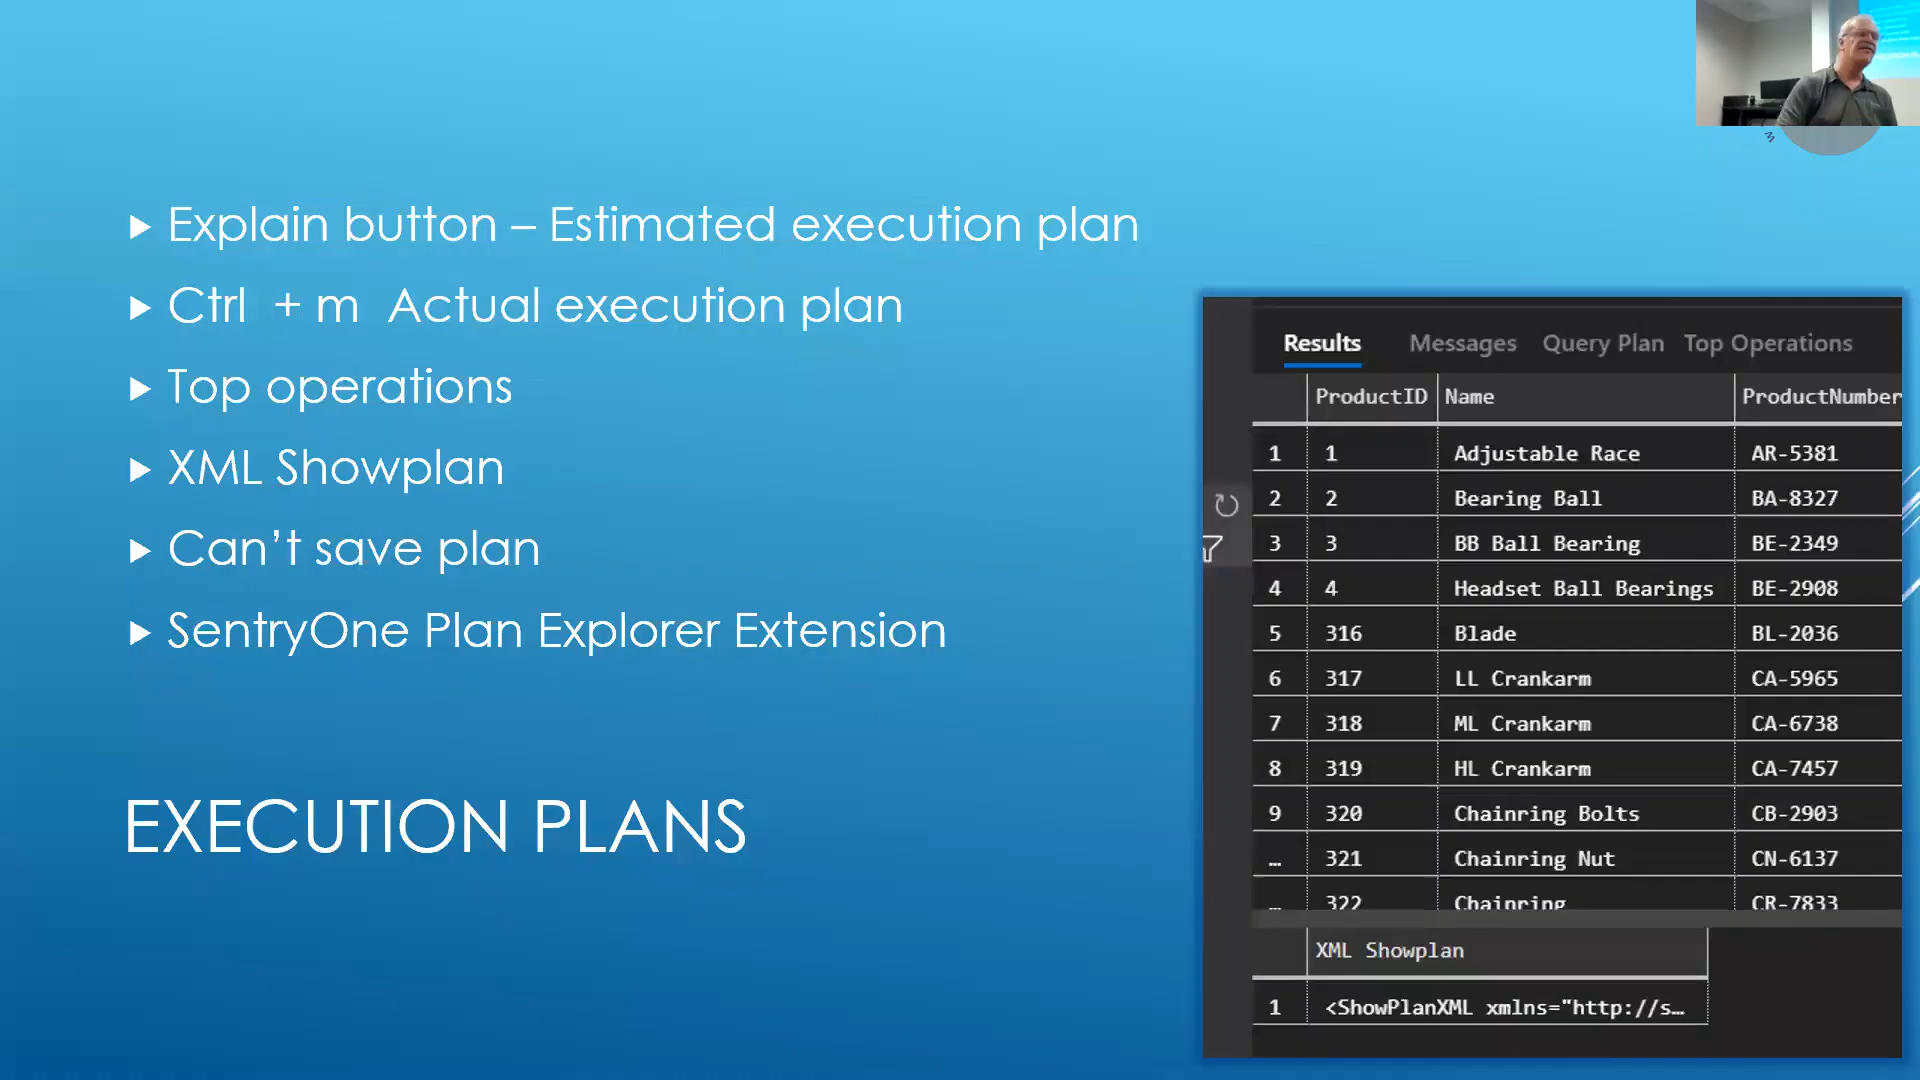 Explain button – Estimated execution plan
Ctrl + m Actual execution plan
Top operations
XML Showplan
Can't save plan
SentryOne Plan Explorer Extension
EXECUTION PLANS
Results Messages Query Plan Top Operations
ProductID Name ProductNumber
1 1 Adjustable Race AR-5381
2 2 Bearing Ball BA-8327
3 3 BB Ball Bearing BE-2349
4 4 Headset Ball Bearings BE-2908
5 316 Blade BL-2036
6 317 LL Crankarm CA-5965
7 318 ML Crankarm CA-6738
8 319 HL Crankarm CA-7457
9 320 Chainring Bolts CB-2903
… 321 Chainring Nut CN-6137
… 322 Chainring CR-7833
XML Showplan
1 <ShowPlanXML xmlns="http://s…